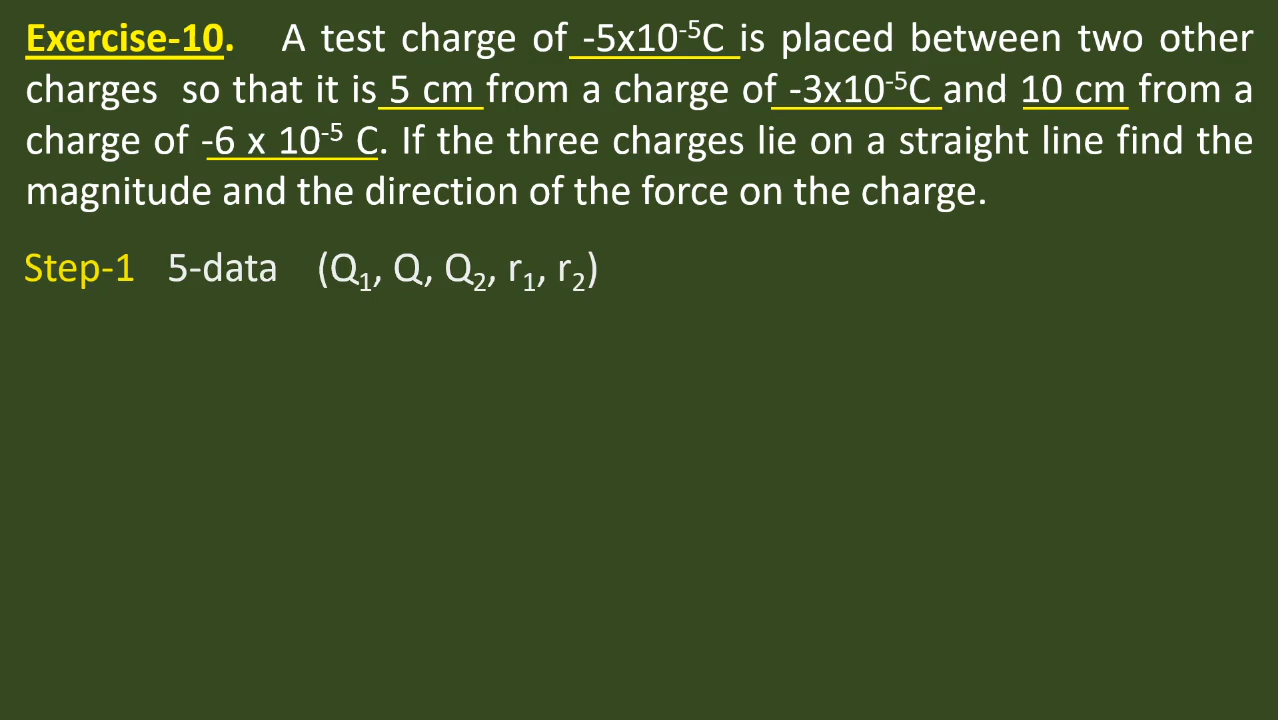 Exercise-10. A test charge of -5x10⁻⁵C is placed between two other
charges so that it is 5 cm from a charge of -3x10⁻⁵C and 10 cm from a
charge of -6 x 10⁻⁵ C. If the three charges lie on a straight line find the
magnitude and the direction of the force on the charge.
Step-1 5-data (Q₁, Q, Q₂, r₁, r₂)